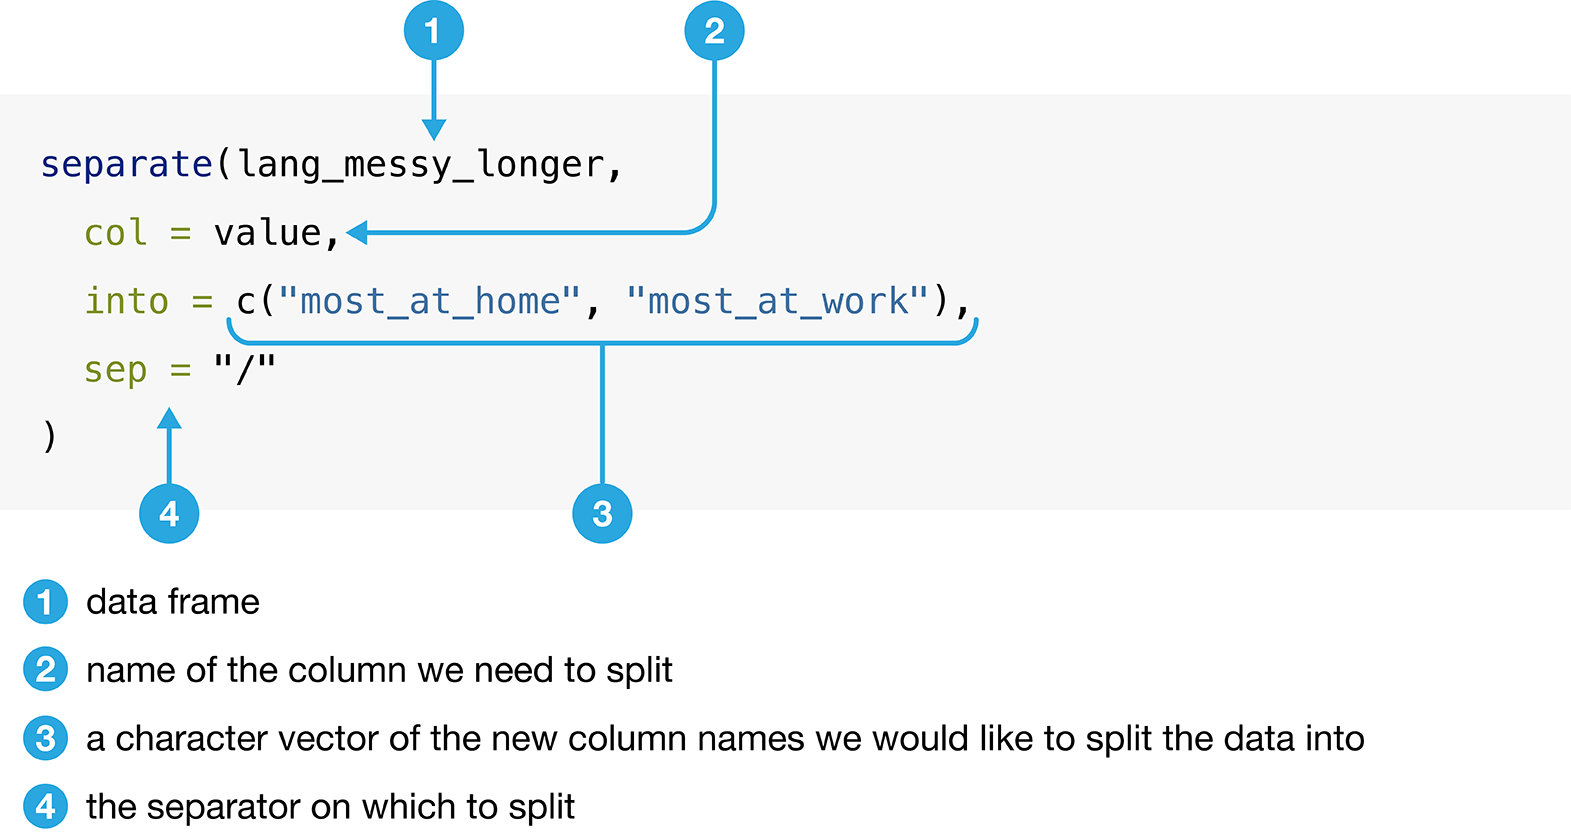 1
2
separate(lang_messy_longer,
  col = value,
  into = c("most_at_home", "most_at_work"),
  sep = "/"
)
4
3
1 data frame
2 name of the column we need to split
3 a character vector of the new column names we would like to split the data into
4 the separator on which to split